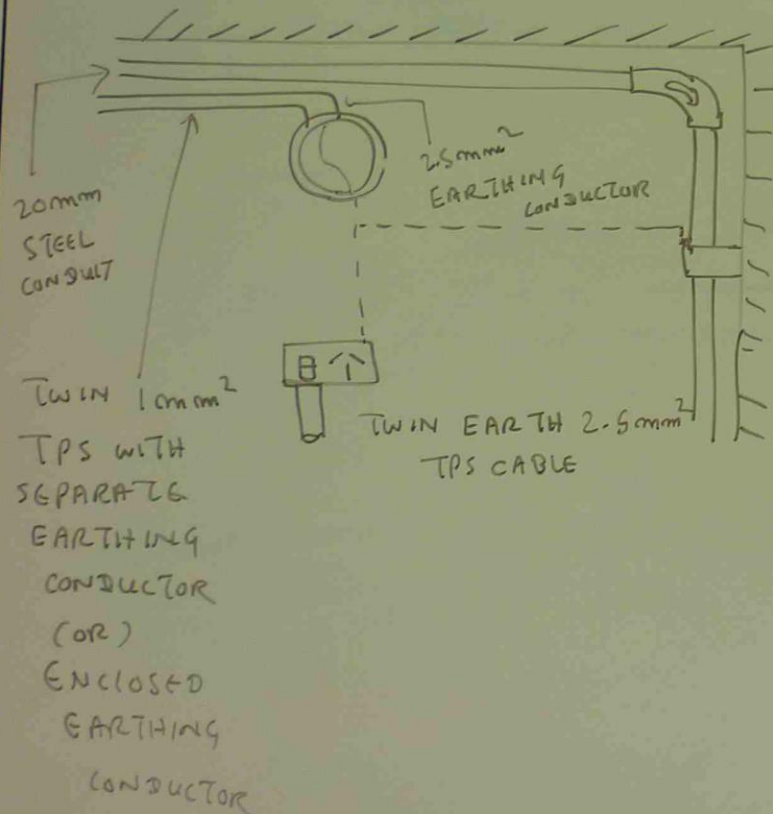 20mm
STEEL
CONDUIT
2.5mm²
EARTHING
CONDUCTOR
TWIN 1mm²
TPS WITH
SEPARATE
EARTHING
CONDUCTOR
(OR)
ENCLOSED
EARTHING
CONDUCTOR
TWIN EARTH 2.5mm²
TPS CABLE